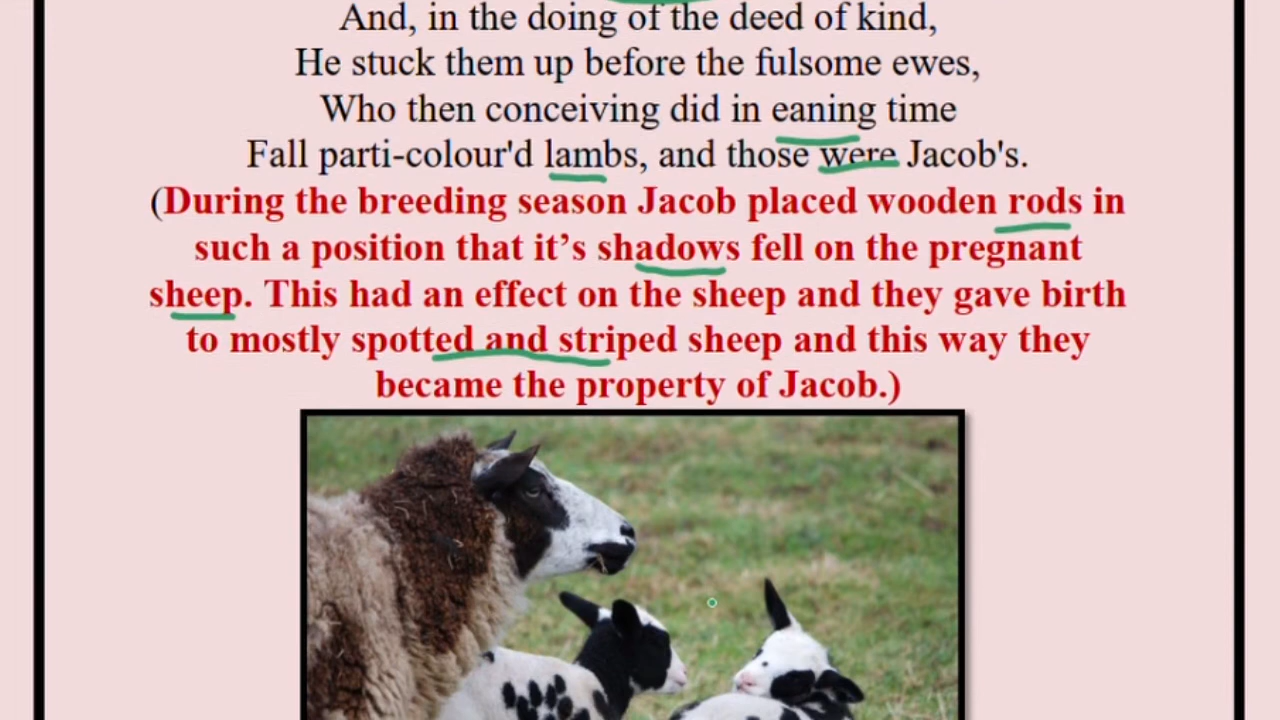 And, in the doing of the deed of kind,
He stuck them up before the fulsome ewes,
Who then conceiving did in eaning time
Fall parti-colour'd lambs, and those were Jacob's.
(During the breeding season Jacob placed wooden rods in
such a position that it’s shadows fell on the pregnant
sheep. This had an effect on the sheep and they gave birth
to mostly spotted and striped sheep and this way they
became the property of Jacob.)